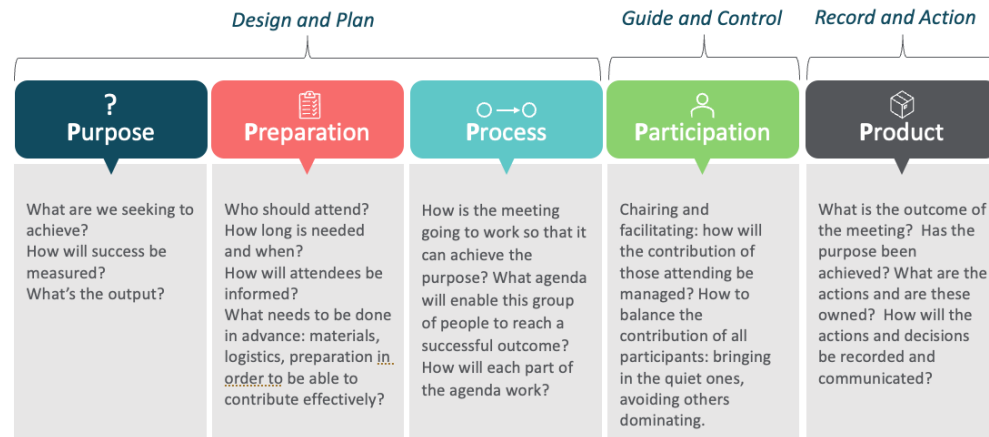 Design and Plan
Guide and Control
Record and Action
?
Purpose
Preparation
Process
Participation
Product
What are we seeking to
achieve?
How will success be
measured?
What's the output?
Who should attend?
How long is needed
and when?
How will attendees be
informed?
What needs to be done
in advance: materials,
logistics, preparation in
order to be able to
contribute effectively?
How is the meeting
going to work so that it
can achieve the
purpose? What agenda
will enable this group
of people to reach a
successful outcome?
How will each part of
the agenda work?
Chairing and
facilitating: how will
the contribution of
those attending be
managed? How to
balance the
contribution of all
participants: bringing
in the quiet ones,
avoiding others
dominating.
What is the outcome of
the meeting?  Has the
purpose been
achieved? What are the
actions and are these
owned?  How will the
actions and decisions
be recorded and
communicated?